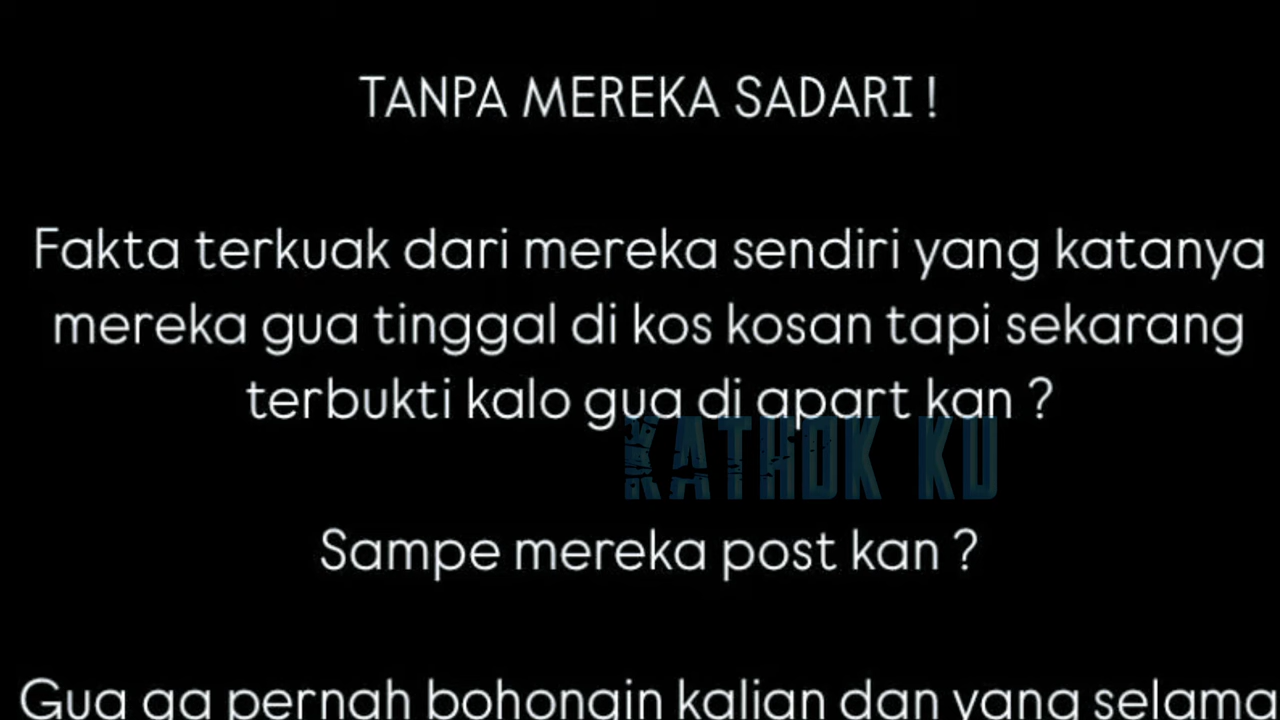 TANPA MEREKA SADARI !
Fakta terkuak dari mereka sendiri yang katanya
mereka gua tinggal di kos kosan tapi sekarang
terbukti kalo gua di apart kan ?
KATHOK KU
Sampe mereka post kan ?
Gua ga pernah bohongin kalian dan yang selama